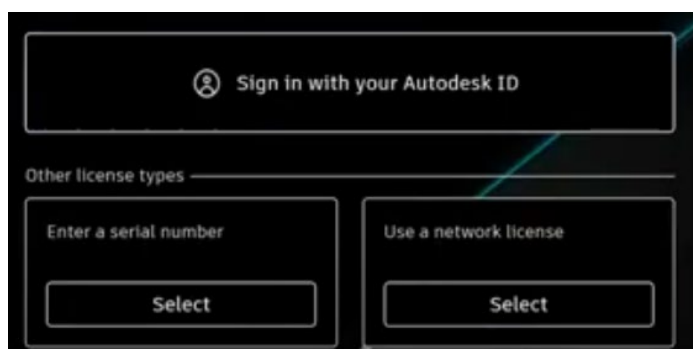 Sign in with your Autodesk ID
Other license types
Enter a serial number
Use a network license
Select
Select